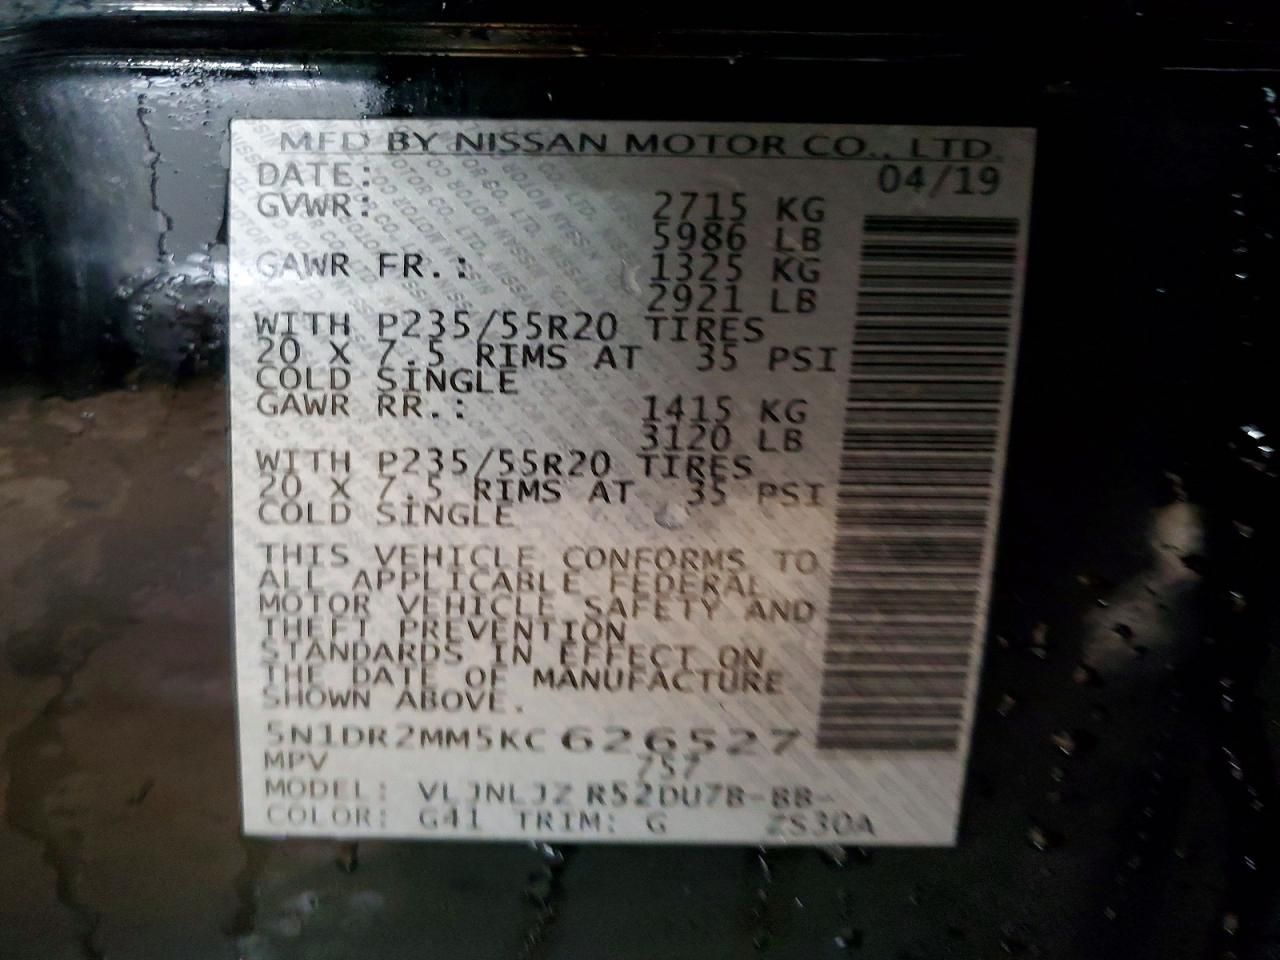 MFD BY NISSAN MOTOR CO., LTD.
DATE: 04/19
GVWR: 2715 KG
5986 LB
GAWR FR.: 1325 KG
2921 LB
WITH P235/55R20 TIRES
20 X 7.5 RIMS AT 35 PSI
COLD SINGLE
GAWR RR.: 1415 KG
3120 LB
WITH P235/55R20 TIRES
20 X 7.5 RIMS AT 35 PSI
COLD SINGLE
THIS VEHICLE CONFORMS TO
ALL APPLICABLE FEDERAL
MOTOR VEHICLE SAFETY AND
THEFT PREVENTION
STANDARDS IN EFFECT ON
THE DATE OF MANUFACTURE
SHOWN ABOVE.
5N1DR2MM5KC626527
MPV 757
MODEL: VLJNLJZ R52DU7B-BB-
COLOR: G41 TRIM: G ZS30A